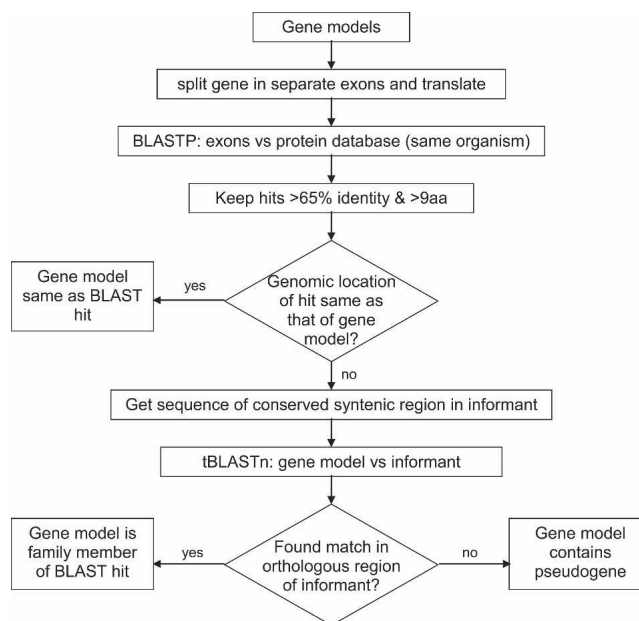 Gene models
split gene in separate exons and translate
BLASTP: exons vs protein database (same organism)
Keep hits >65% identity & >9aa
Genomic location
of hit same as
that of gene
model?
yes
Gene model
same as BLAST
hit
no
Get sequence of conserved syntenic region in informant
tBLASTn: gene model vs informant
Found match in
orthologous region
of informant?
yes
Gene model is
family member
of BLAST hit
no
Gene model
contains
pseudogene